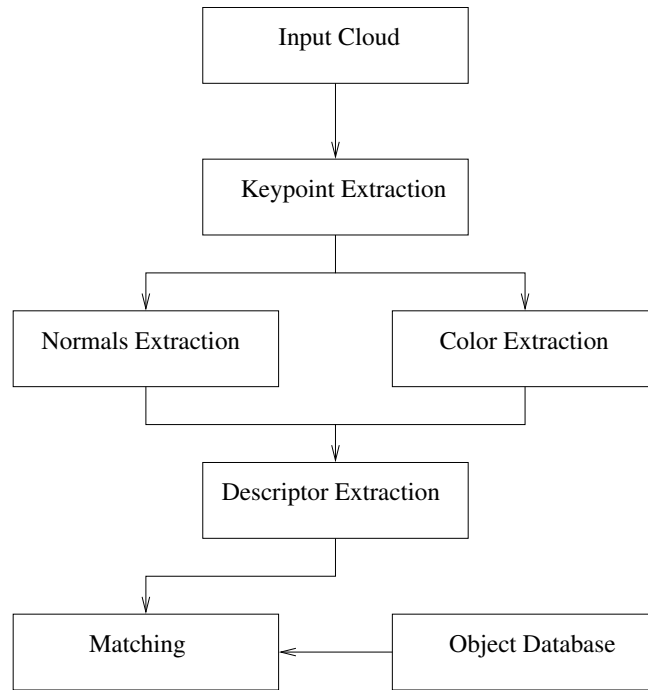 Input Cloud
Keypoint Extraction
Normals Extraction
Color Extraction
Descriptor Extraction
Matching
Object Database